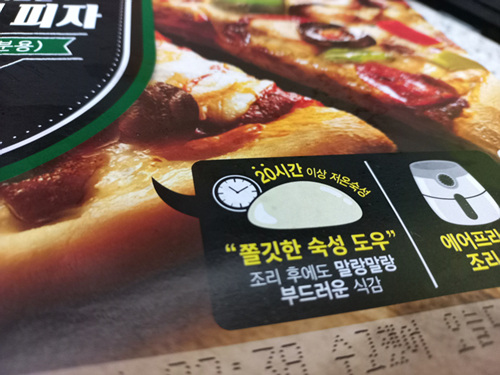 피자
분용)
20시간 이상 저온숙성
“쫄깃한 숙성 도우”
조리 후에도 말랑말랑
부드러운 식감
에어프라
조리